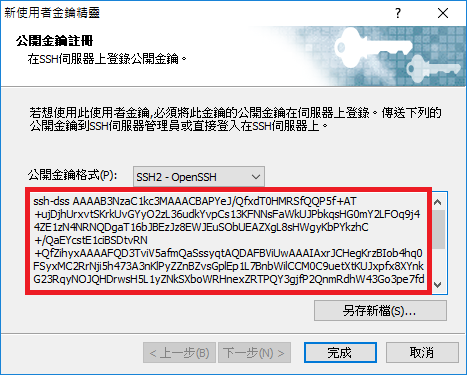 新使用者金鑰精靈
公開金鑰註冊
在SSH伺服器上登錄公開金鑰。
若想使用此使用者金鑰,必須將此金鑰的公開金鑰在伺服器上登錄。傳送下列的
公開金鑰到SSH伺服器管理員或直接登入在SSH伺服器上。
公開金鑰格式(P): SSH2 - OpenSSH
ssh-dss AAAAB3NzaC1kc3MAAACBAPYeJ/QfxdT0HMRSfQQP5f+AT
+ujDjhUrxvtSKrkUvGYyO2zL36udkYvpCs13KFNNsFaWkUJPbkqsHG0mY2LFOq9j4
4ZE1zN4NRNQDgaT16bJBEzJz8EWJEuSObUEAZXgL8sHWgyKbPYkzhC
+/QaEYcstE1ciBSDtvRN
+QfZihyxAAAAFQD3TviV5afmQaSssyqtAQDAFBViUwAAAIAxrJCHegKrzBIob4hq0
FSyxMC2RrNji5h473A3nKlPyZZnBZvsGplEp1L7BnbWilCCM0C9uetXtKUJxpfx8XYnk
G23RqyNOJQHDrwsH5L1yZNkSXboWRHnexZRTPQY3gjfP2QnmRdhW43Go3pe7fd
另存新檔(S)...
< 上一步(B)
下一步(N) >
完成
取消